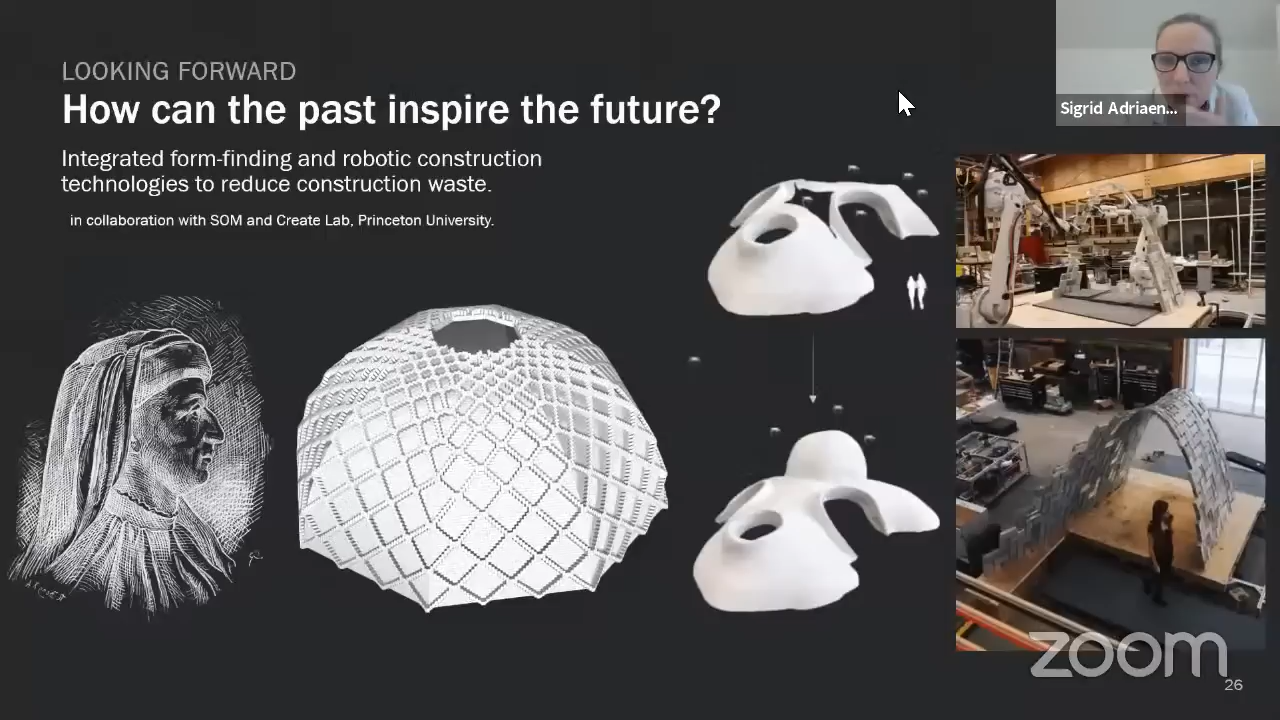 LOOKING FORWARD
How can the past inspire the future?
Integrated form-finding and robotic construction
technologies to reduce construction waste.
in collaboration with SOM and Create Lab, Princeton University.
Sigrid Adriaen...
zoom
26